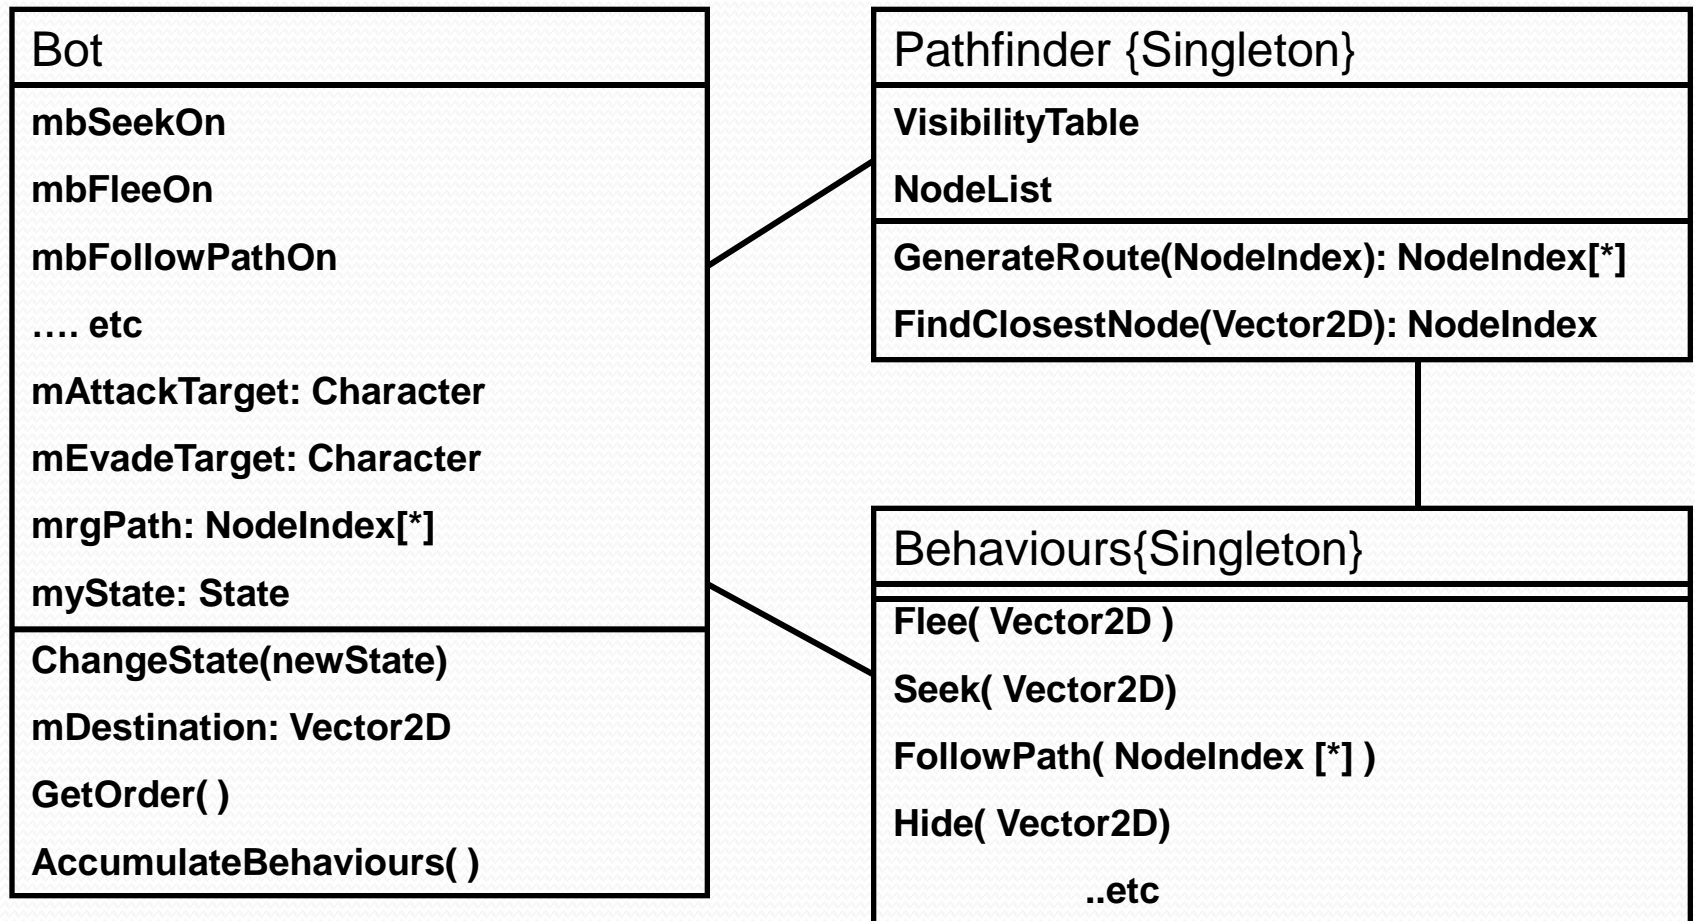 Bot
mbSeekOn
mbFleeOn
mbFollowPathOn
…. etc
mAttackTarget: Character
mEvadeTarget: Character
mrgPath: NodeIndex[*]
myState: State
ChangeState(newState)
mDestination: Vector2D
GetOrder( )
AccumulateBehaviours( )
Pathfinder {Singleton}
VisibilityTable
NodeList
GenerateRoute(NodeIndex): NodeIndex[*]
FindClosestNode(Vector2D): NodeIndex
Behaviours{Singleton}
Flee( Vector2D )
Seek( Vector2D)
FollowPath( NodeIndex [*] )
Hide( Vector2D)
..etc